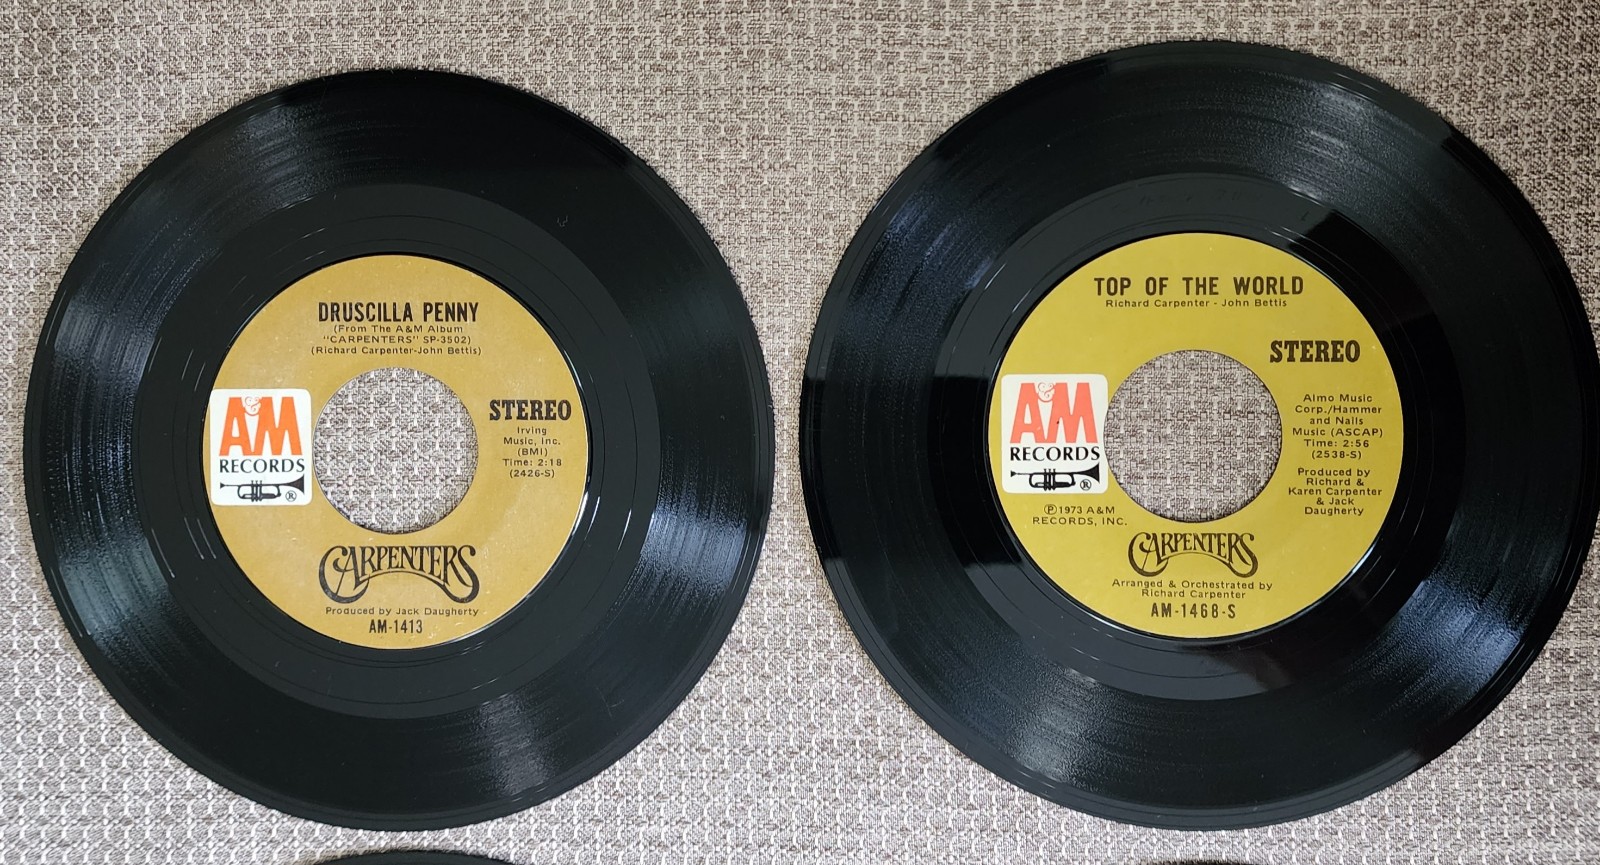 DRUSCILLA PENNY
(From The A&M Album
"CARPENTERS" SP-3502)
(Richard Carpenter-John Bettis)
A&M
RECORDS
®
STEREO
Irving
Music, Inc.
(BMI)
Time: 2:18
(2426-S)
CARPENTERS
Produced by Jack Daugherty
AM-1413
TOP OF THE WORLD
Richard Carpenter - John Bettis
STEREO
A&M
RECORDS
®
Almo Music
Corp./Hammer
and Nails
Music (ASCAP)
Time: 2:56
(2538-S)
Produced by
Richard &
Karen Carpenter
& Jack
Daugherty
℗1973 A&M
RECORDS, INC.
CARPENTERS
Arranged & Orchestrated by
Richard Carpenter
AM-1468-S